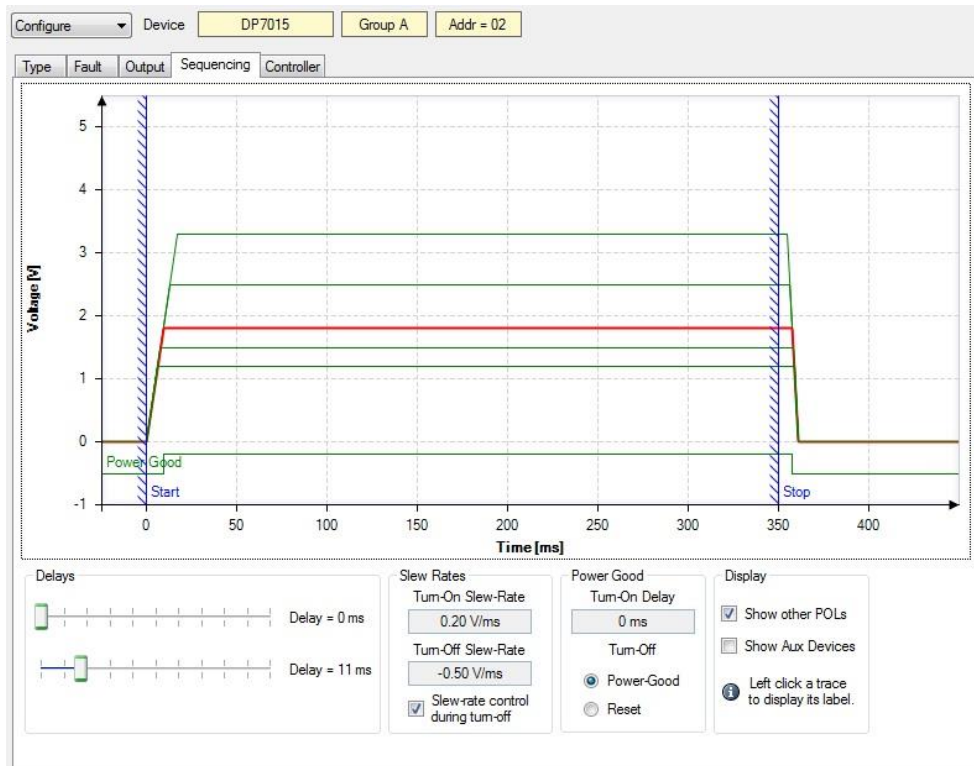 Configure Device DP7015 Group A Addr = 02
Type Fault Output Sequencing Controller
5
4
3
2
1
0
-1
Voltage [V]
Power Good
Start
Stop
0 50 100 150 200 250 300 350 400
Time [ms]
Delays
Delay = 0 ms
Delay = 11 ms
Slew Rates
Turn-On Slew-Rate
0.20 V/ms
Turn-Off Slew-Rate
-0.50 V/ms
Slew-rate control
during turn-off
Power Good
Turn-On Delay
0 ms
Turn-Off
Power-Good
Reset
Display
Show other POLs
Show Aux Devices
Left click a trace
to display its label.